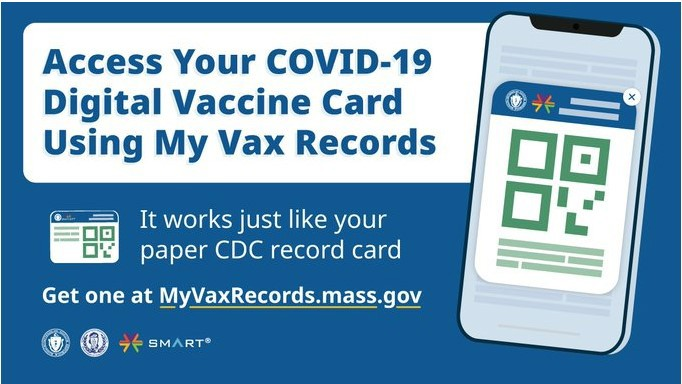 Access Your COVID-19
Digital Vaccine Card
Using My Vax Records
It works just like your
paper CDC record card
Get one at MyVaxRecords.mass.gov
SMART®